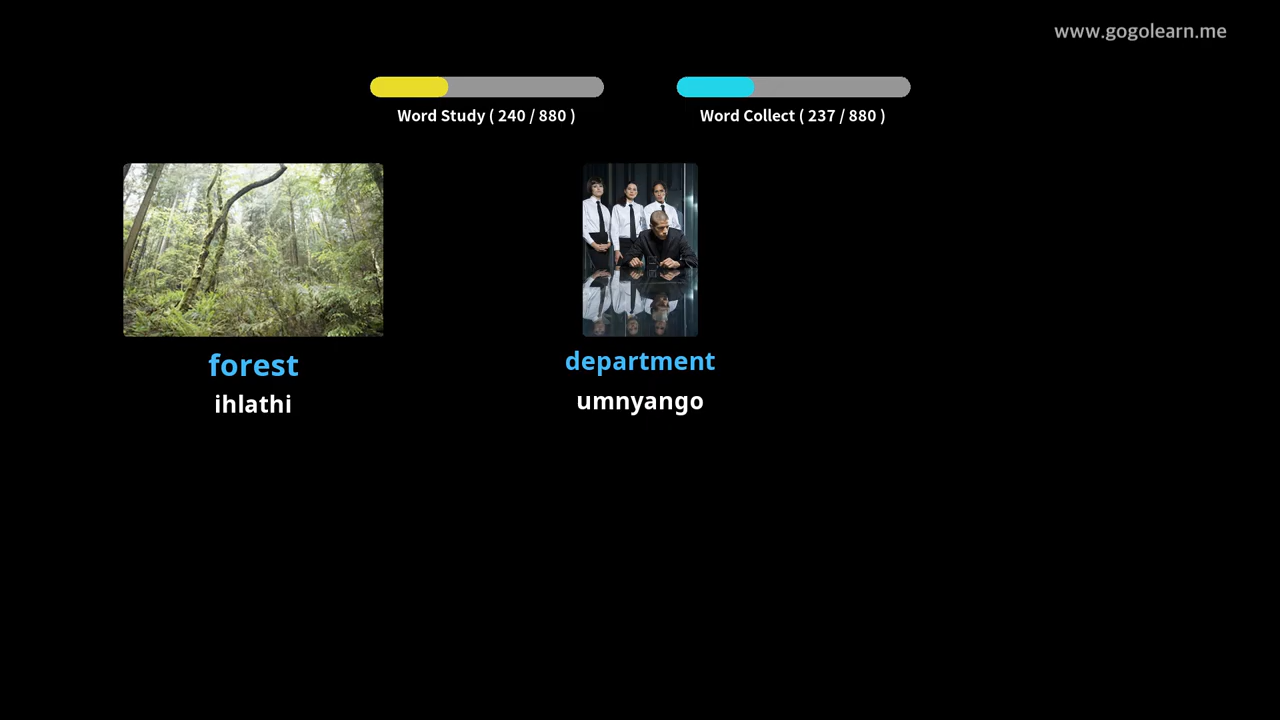 www.gogolearn.me
Word Study ( 240 / 880 )
Word Collect ( 237 / 880 )
forest
ihlathi
department
umnyango